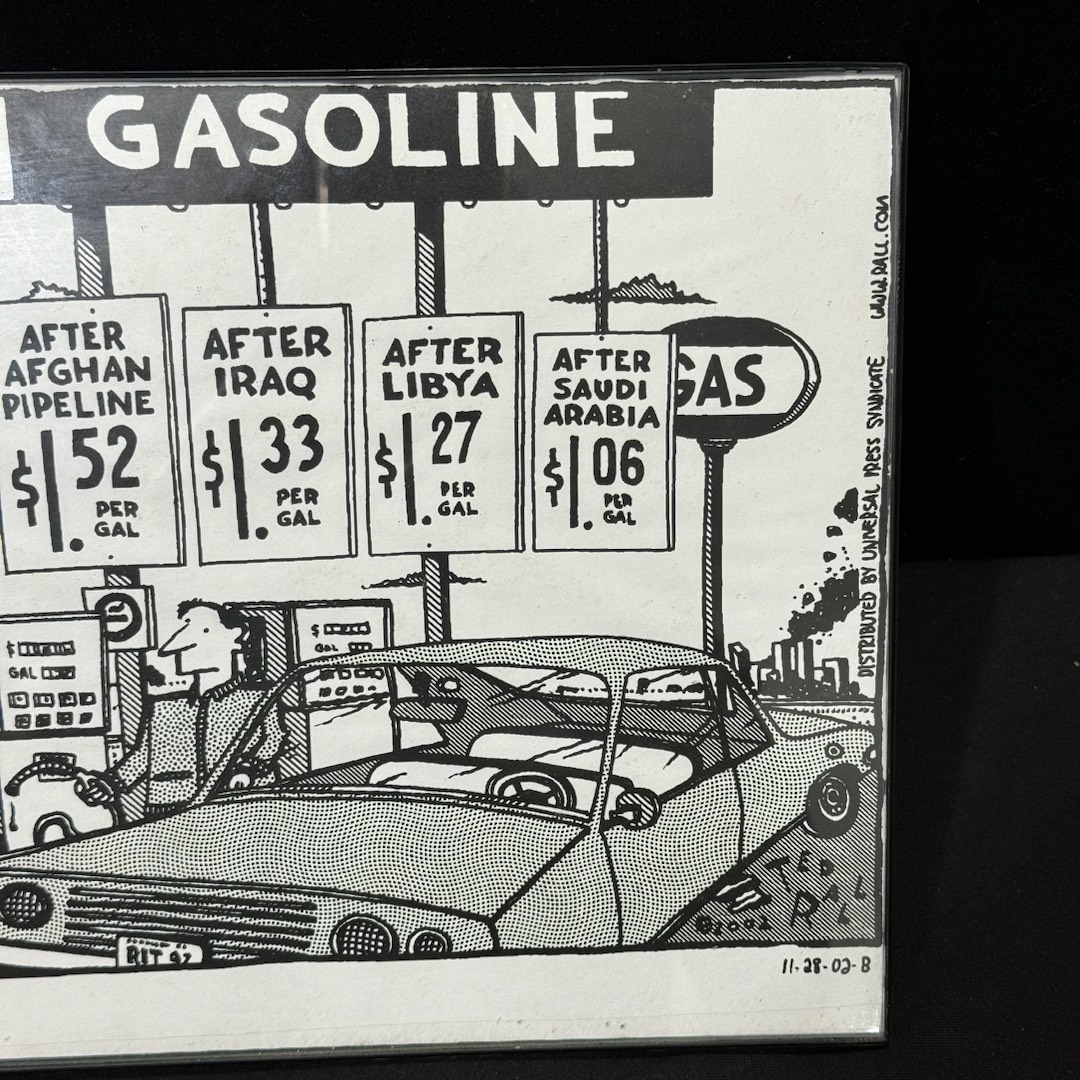 GASOLINE
AFTER
AFGHAN
PIPELINE
$1.52
PER
GAL
AFTER
IRAQ
$1.33
PER
GAL
AFTER
LIBYA
$1.27
PER
GAL
AFTER
SAUDI
ARABIA
$1.06
PER
GAL
GAS
$
GAL
$
GAL
DISTRIBUTED BY UNIVERSAL PRESS SYNDICATE WWW.RALL.COM
TED
RALL
©2002
11-28-02-B